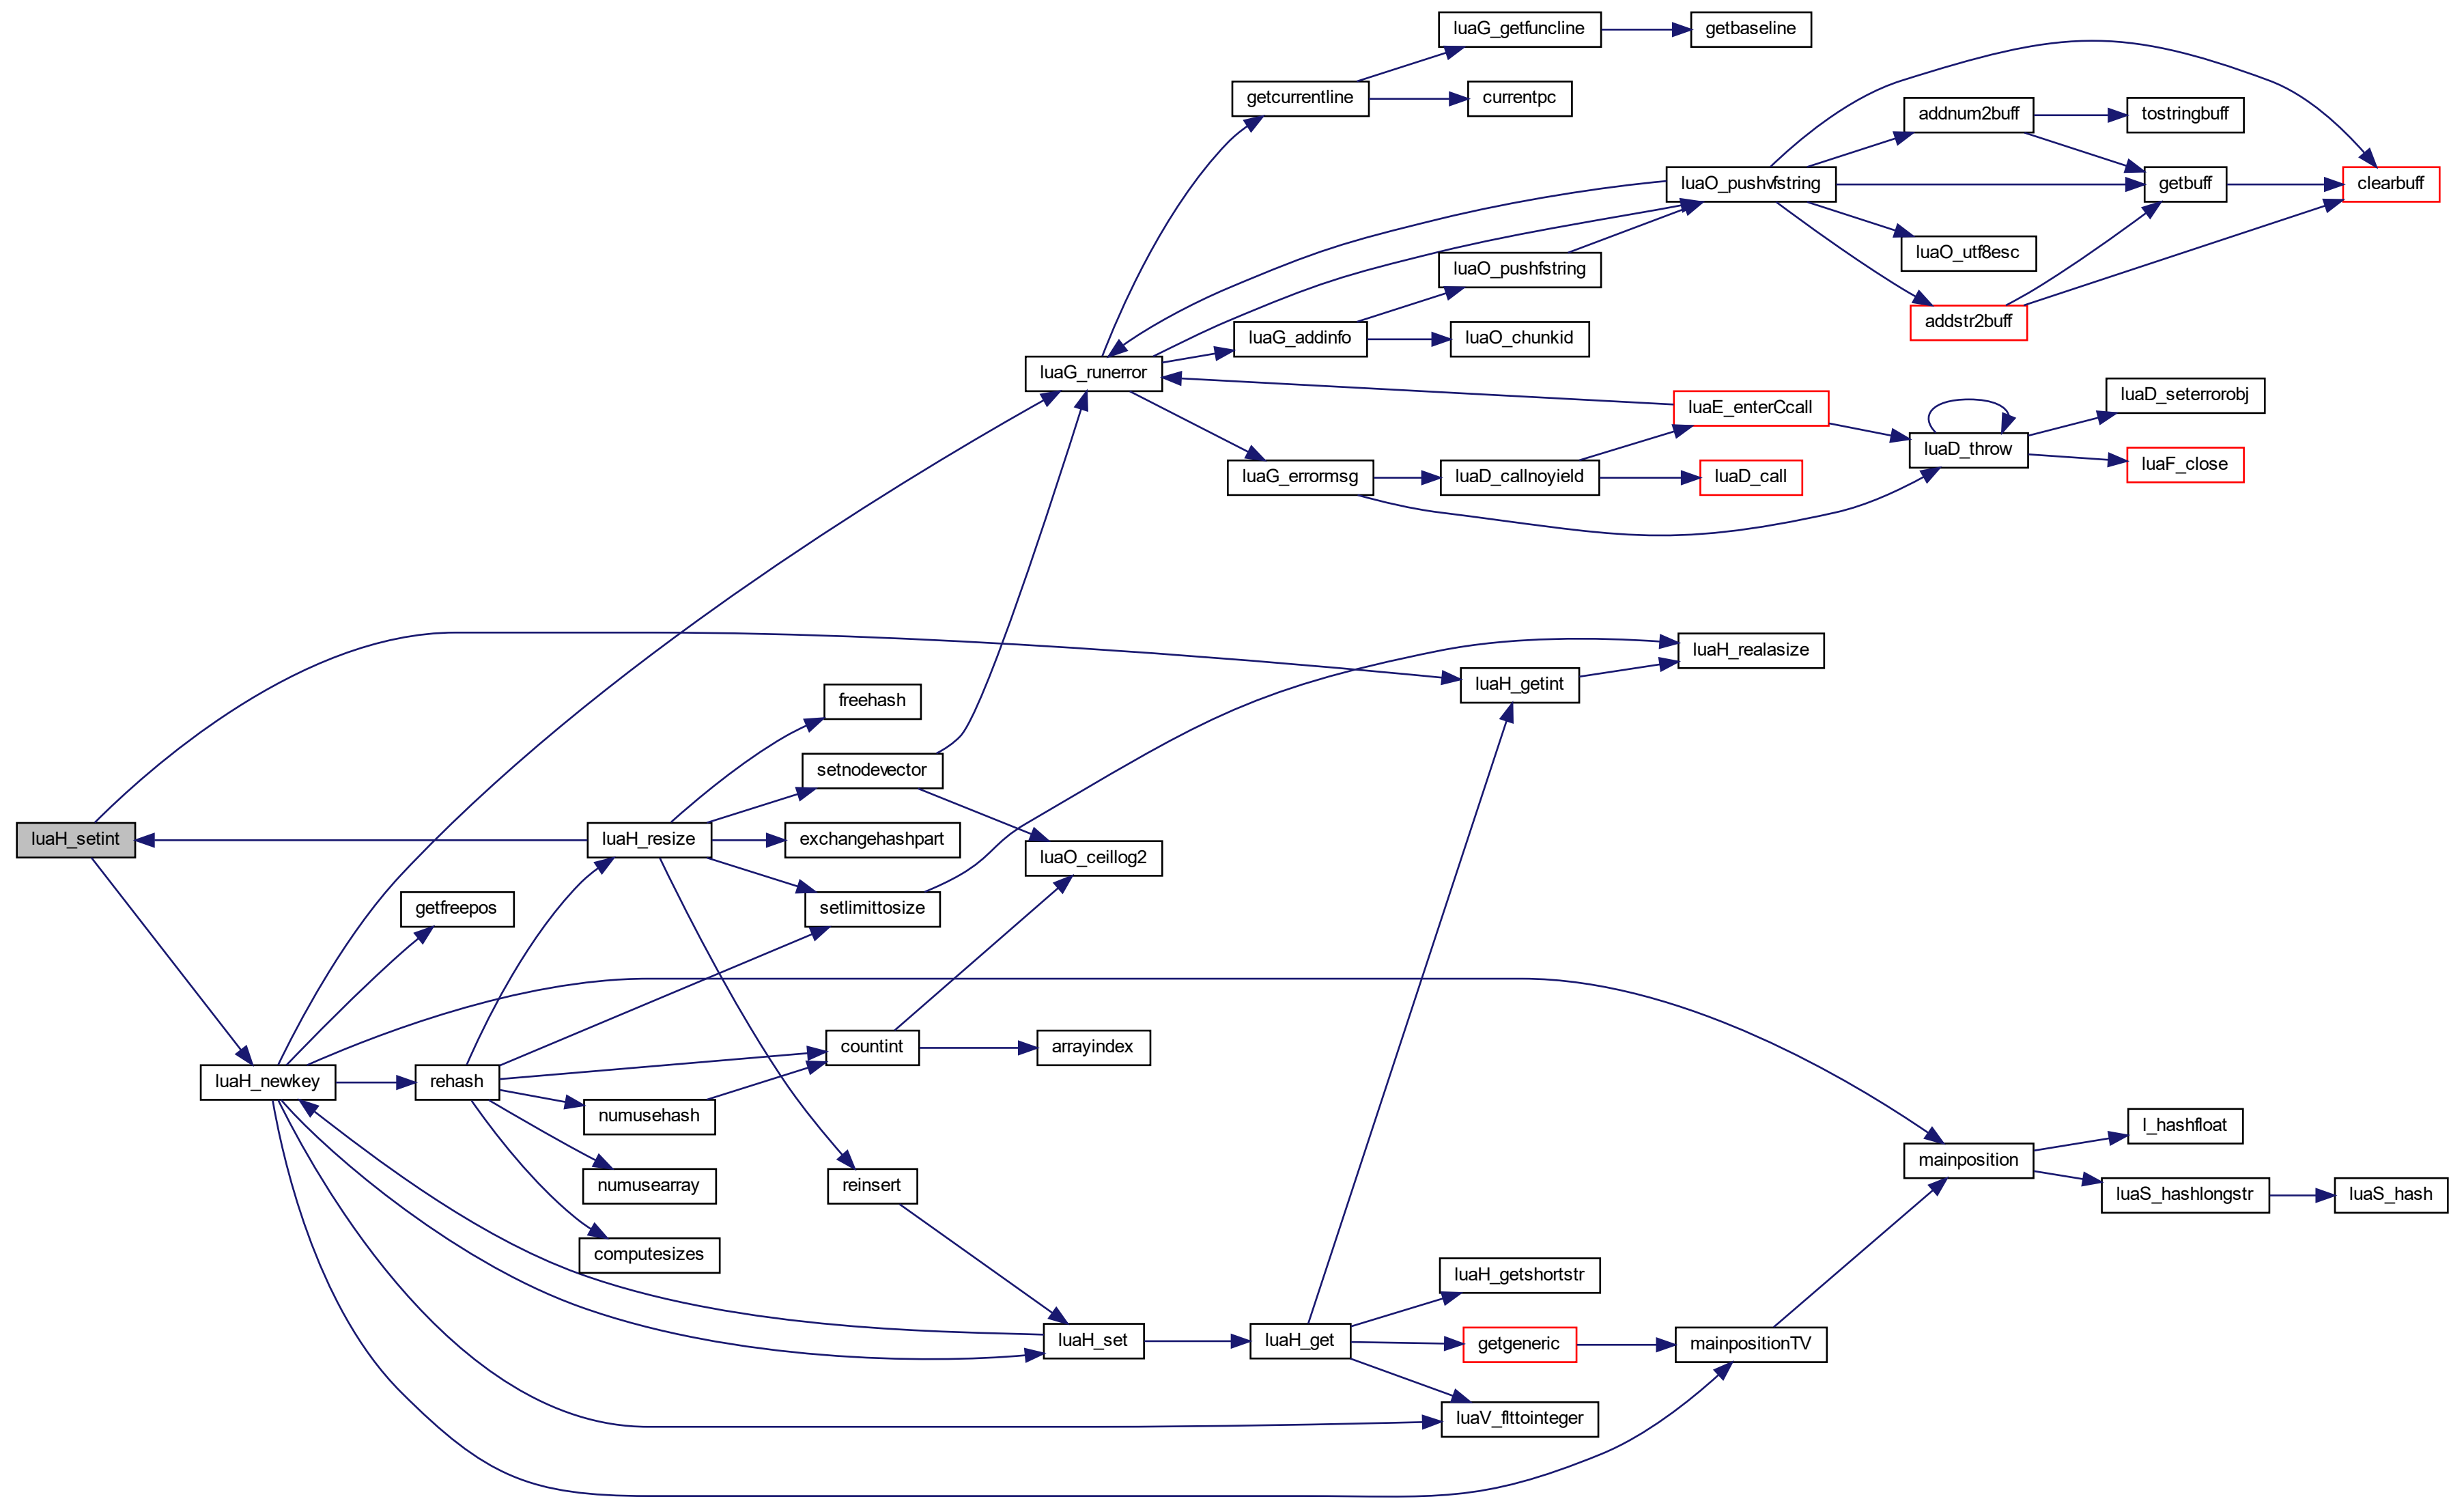 luaG_getfuncline
getbaseline
getcurrentline
currentpc
addnum2buff
tostringbuff
luaO_pushvfstring
getbuff
clearbuff
luaO_utf8esc
luaO_pushfstring
addstr2buff
luaG_addinfo
luaO_chunkid
luaG_runerror
luaD_seterrorobj
luaE_enterCcall
luaD_throw
luaF_close
luaG_errormsg
luaD_callnoyield
luaD_call
luaH_realasize
luaH_getint
freehash
setnodevector
luaH_setint
luaH_resize
exchangehashpart
luaO_ceillog2
getfreepos
setlimittosize
countint
arrayindex
luaH_newkey
rehash
numusehash
l_hashfloat
mainposition
numusearray
reinsert
luaS_hashlongstr
luaS_hash
computesizes
luaH_getshortstr
luaH_set
luaH_get
getgeneric
mainpositionTV
luaV_flttointeger